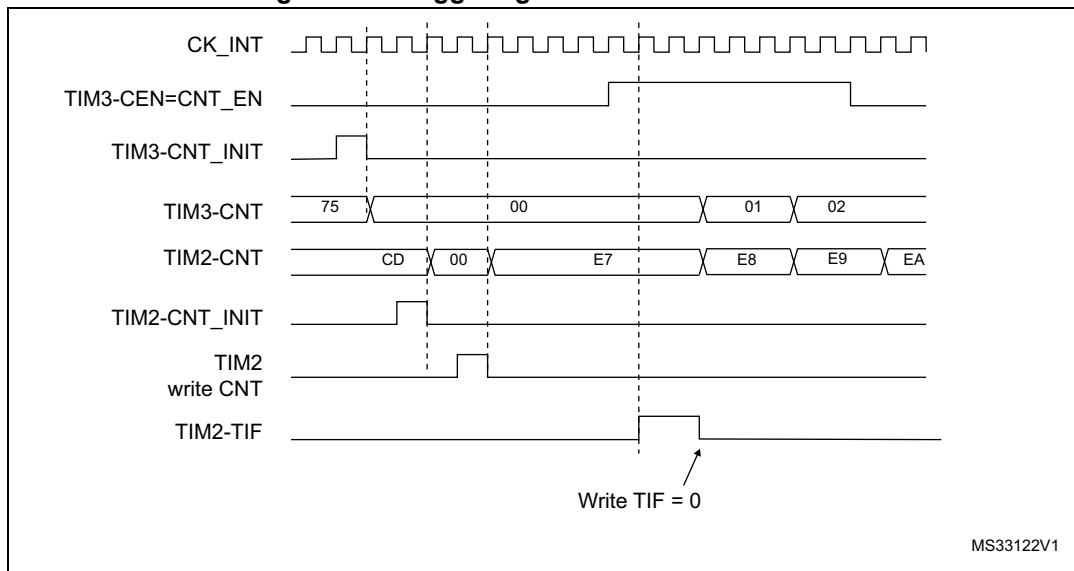 CK_INT
TIM3-CEN=CNT_EN
TIM3-CNT_INIT
TIM3-CNT 75 00 01 02
TIM2-CNT CD 00 E7 E8 E9 EA
TIM2-CNT_INIT
TIM2
write CNT
TIM2-TIF
Write TIF = 0
MS33122V1